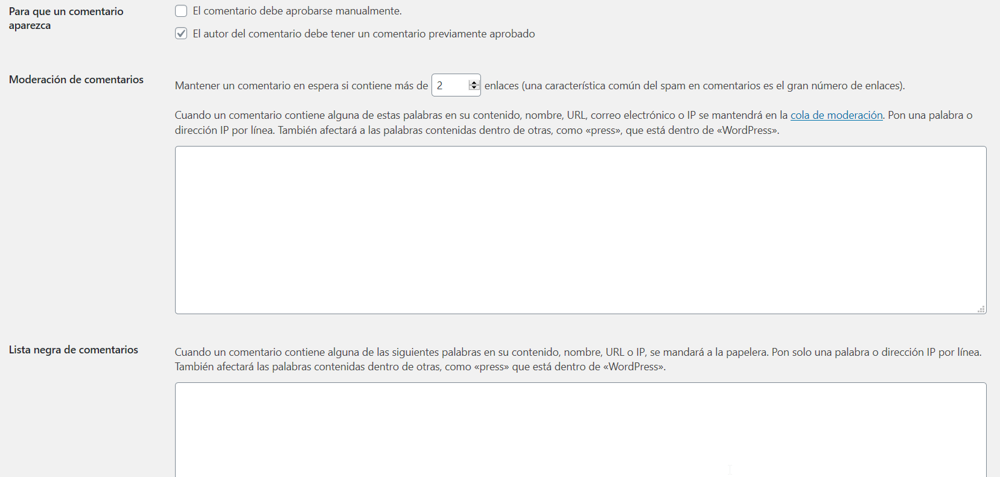 Para que un comentario
aparezca
El comentario debe aprobarse manualmente.
El autor del comentario debe tener un comentario previamente aprobado
Moderación de comentarios
Mantener un comentario en espera si contiene más de 2 enlaces (una característica común del spam en comentarios es el gran número de enlaces).
Cuando un comentario contiene alguna de estas palabras en su contenido, nombre, URL, correo electrónico o IP se mantendrá en la cola de moderación. Pon una palabra o
dirección IP por línea. También afectará a las palabras contenidas dentro de otras, como «press», que está dentro de «WordPress».
Lista negra de comentarios
Cuando un comentario contiene alguna de las siguientes palabras en su contenido, nombre, URL o IP, se mandará a la papelera. Pon solo una palabra o dirección IP por línea.
También afectará las palabras contenidas dentro de otras, como «press» que está dentro de «WordPress».